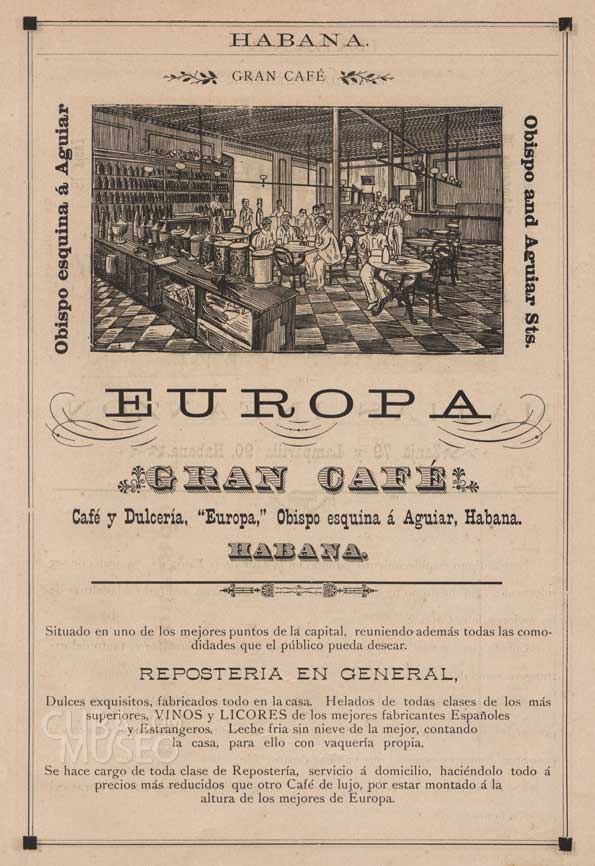 HABANA.
GRAN CAFÉ
Obispo esquina á Aguiar
Obispo and Aguiar Sts.
EUROPA
GRAN CAFÉ
Café y Dulcería, “Europa,” Obispo esquina á Aguiar, Habana.
HABANA.
Situado en uno de los mejores puntos de la capital, reuniendo además todas las como-
didades que el público pueda desear.
REPOSTERIA EN GENERAL,
Dulces exquisitos, fabricados todo en la casa. Helados de todas clases de los más
superiores, VINOS y LICORES de los mejores fabricantes Españoles
y Estrangeros. Leche fria sin nieve de la mejor, contando
la casa, para ello con vaquería propia,
Se hace cargo de toda clase de Repostería, servicio á domicilio, haciéndolo todo á
precios más reducidos que otro Café de lujo, por estar montado á la
altura de los mejores de Europa.
MUSEO